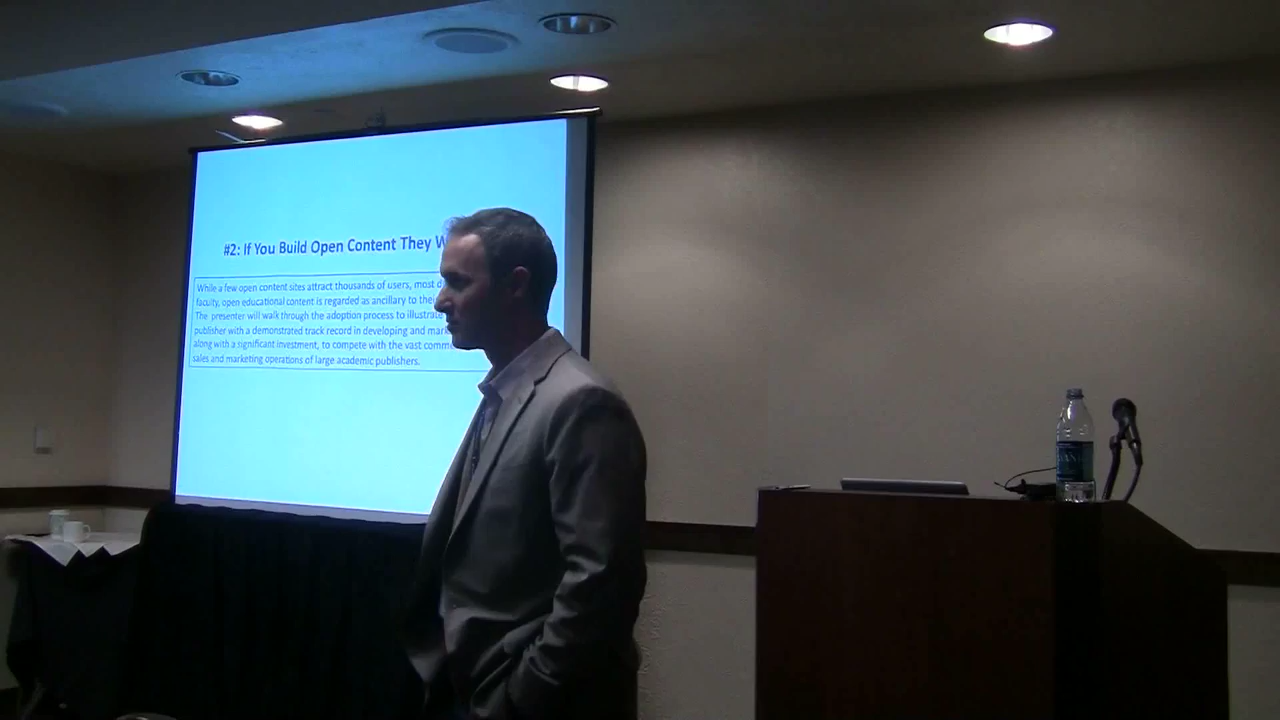 #2: If You Build Open Content They W
While a few open content sites attract thousands of users, most d
faculty, open educational content is regarded as ancillary to thei
The presenter will walk through the adoption process to illustrate
publisher with a demonstrated track record in developing and mark
along with a significant investment, to compete with the vast comme
sales and marketing operations of large academic publishers.